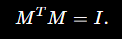 M^T M = I.